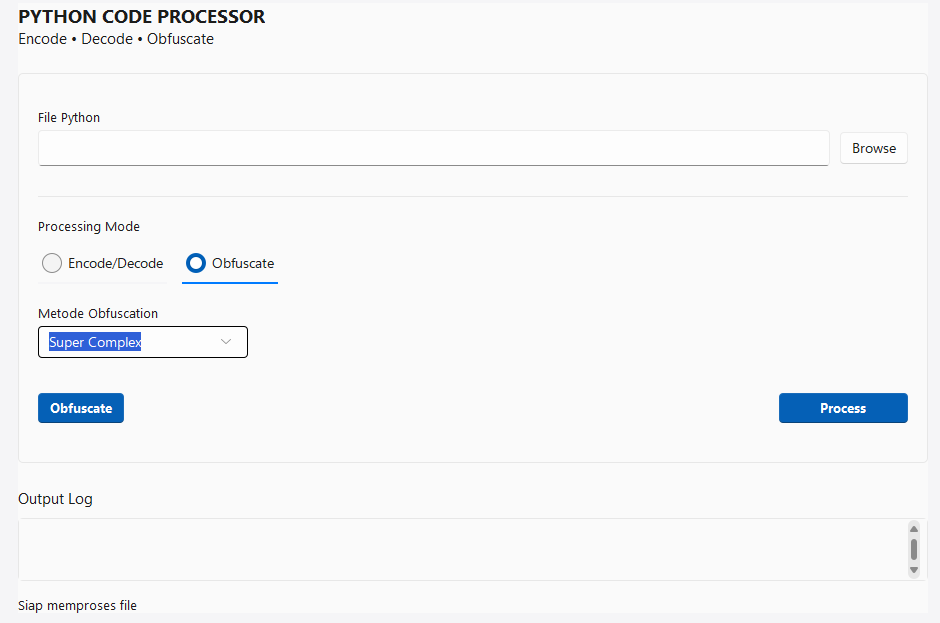 PYTHON CODE PROCESSOR
Encode • Decode • Obfuscate
File Python
Browse
Processing Mode
Encode/Decode Obfuscate
Metode Obfuscation
Super Complex
Obfuscate Process
Output Log
Siap memproses file